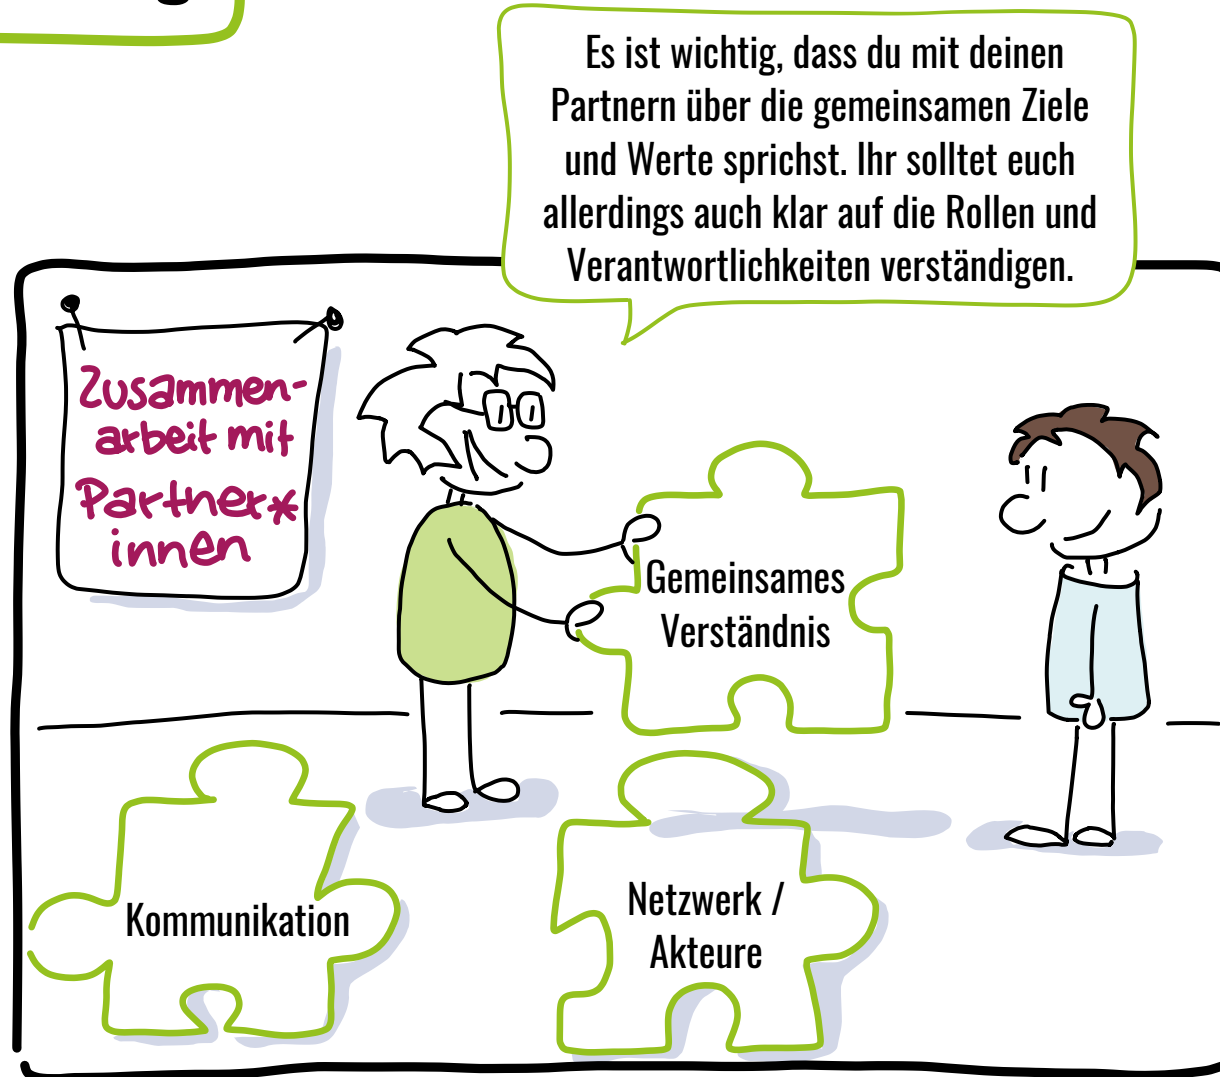 Es ist wichtig, dass du mit deinen
Partnern über die gemeinsamen Ziele
und Werte sprichst. Ihr solltet euch
allerdings auch klar auf die Rollen und
Verantwortlichkeiten verständigen.
Zusammen-
arbeit mit
Partner*
innen
Gemeinsames
Verständnis
Kommunikation
Netzwerk /
Akteure